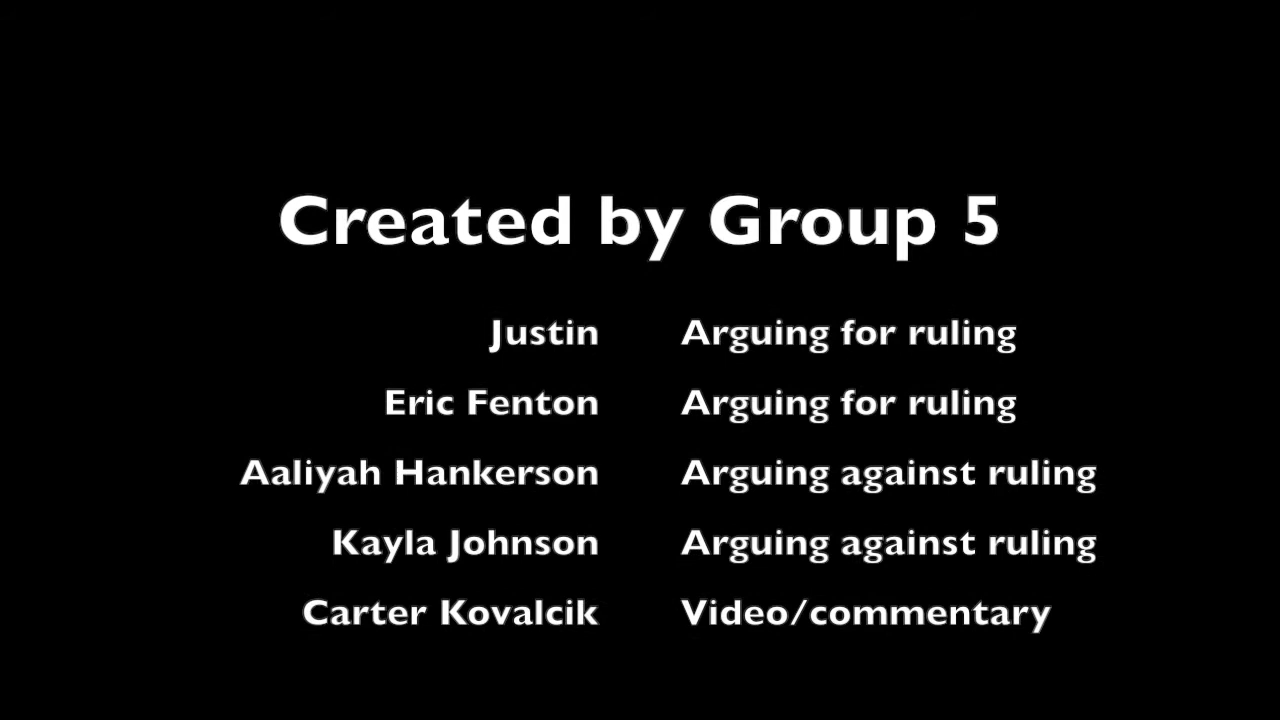 Created by Group 5
Justin Arguing for ruling
Eric Fenton Arguing for ruling
Aaliyah Hankerson Arguing against ruling
Kayla Johnson Arguing against ruling
Carter Kovalcik Video/commentary